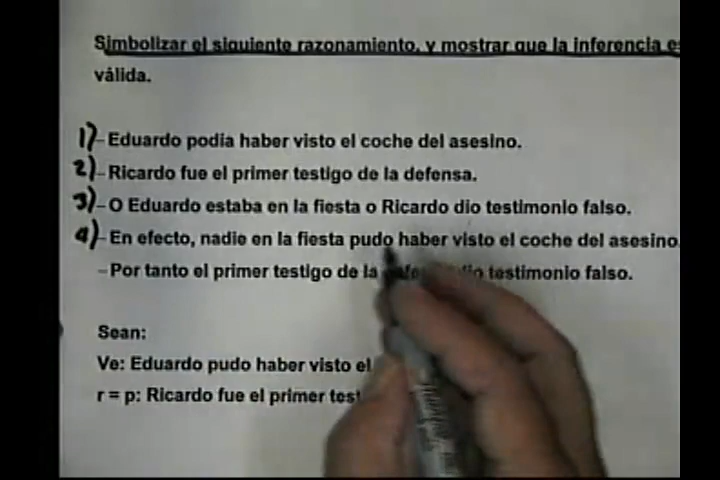 Simbolizar el siguiente razonamiento, y mostrar que la inferencia e
válida.
1) - Eduardo podía haber visto el coche del asesino.
2) - Ricardo fue el primer testigo de la defensa.
3) - O Eduardo estaba en la fiesta o Ricardo dio testimonio falso.
4) - En efecto, nadie en la fiesta pudo haber visto el coche del asesino
- Por tanto el primer testigo de la testimonio falso.
Sean:
Ve: Eduardo pudo haber visto el
r = p: Ricardo fue el primer